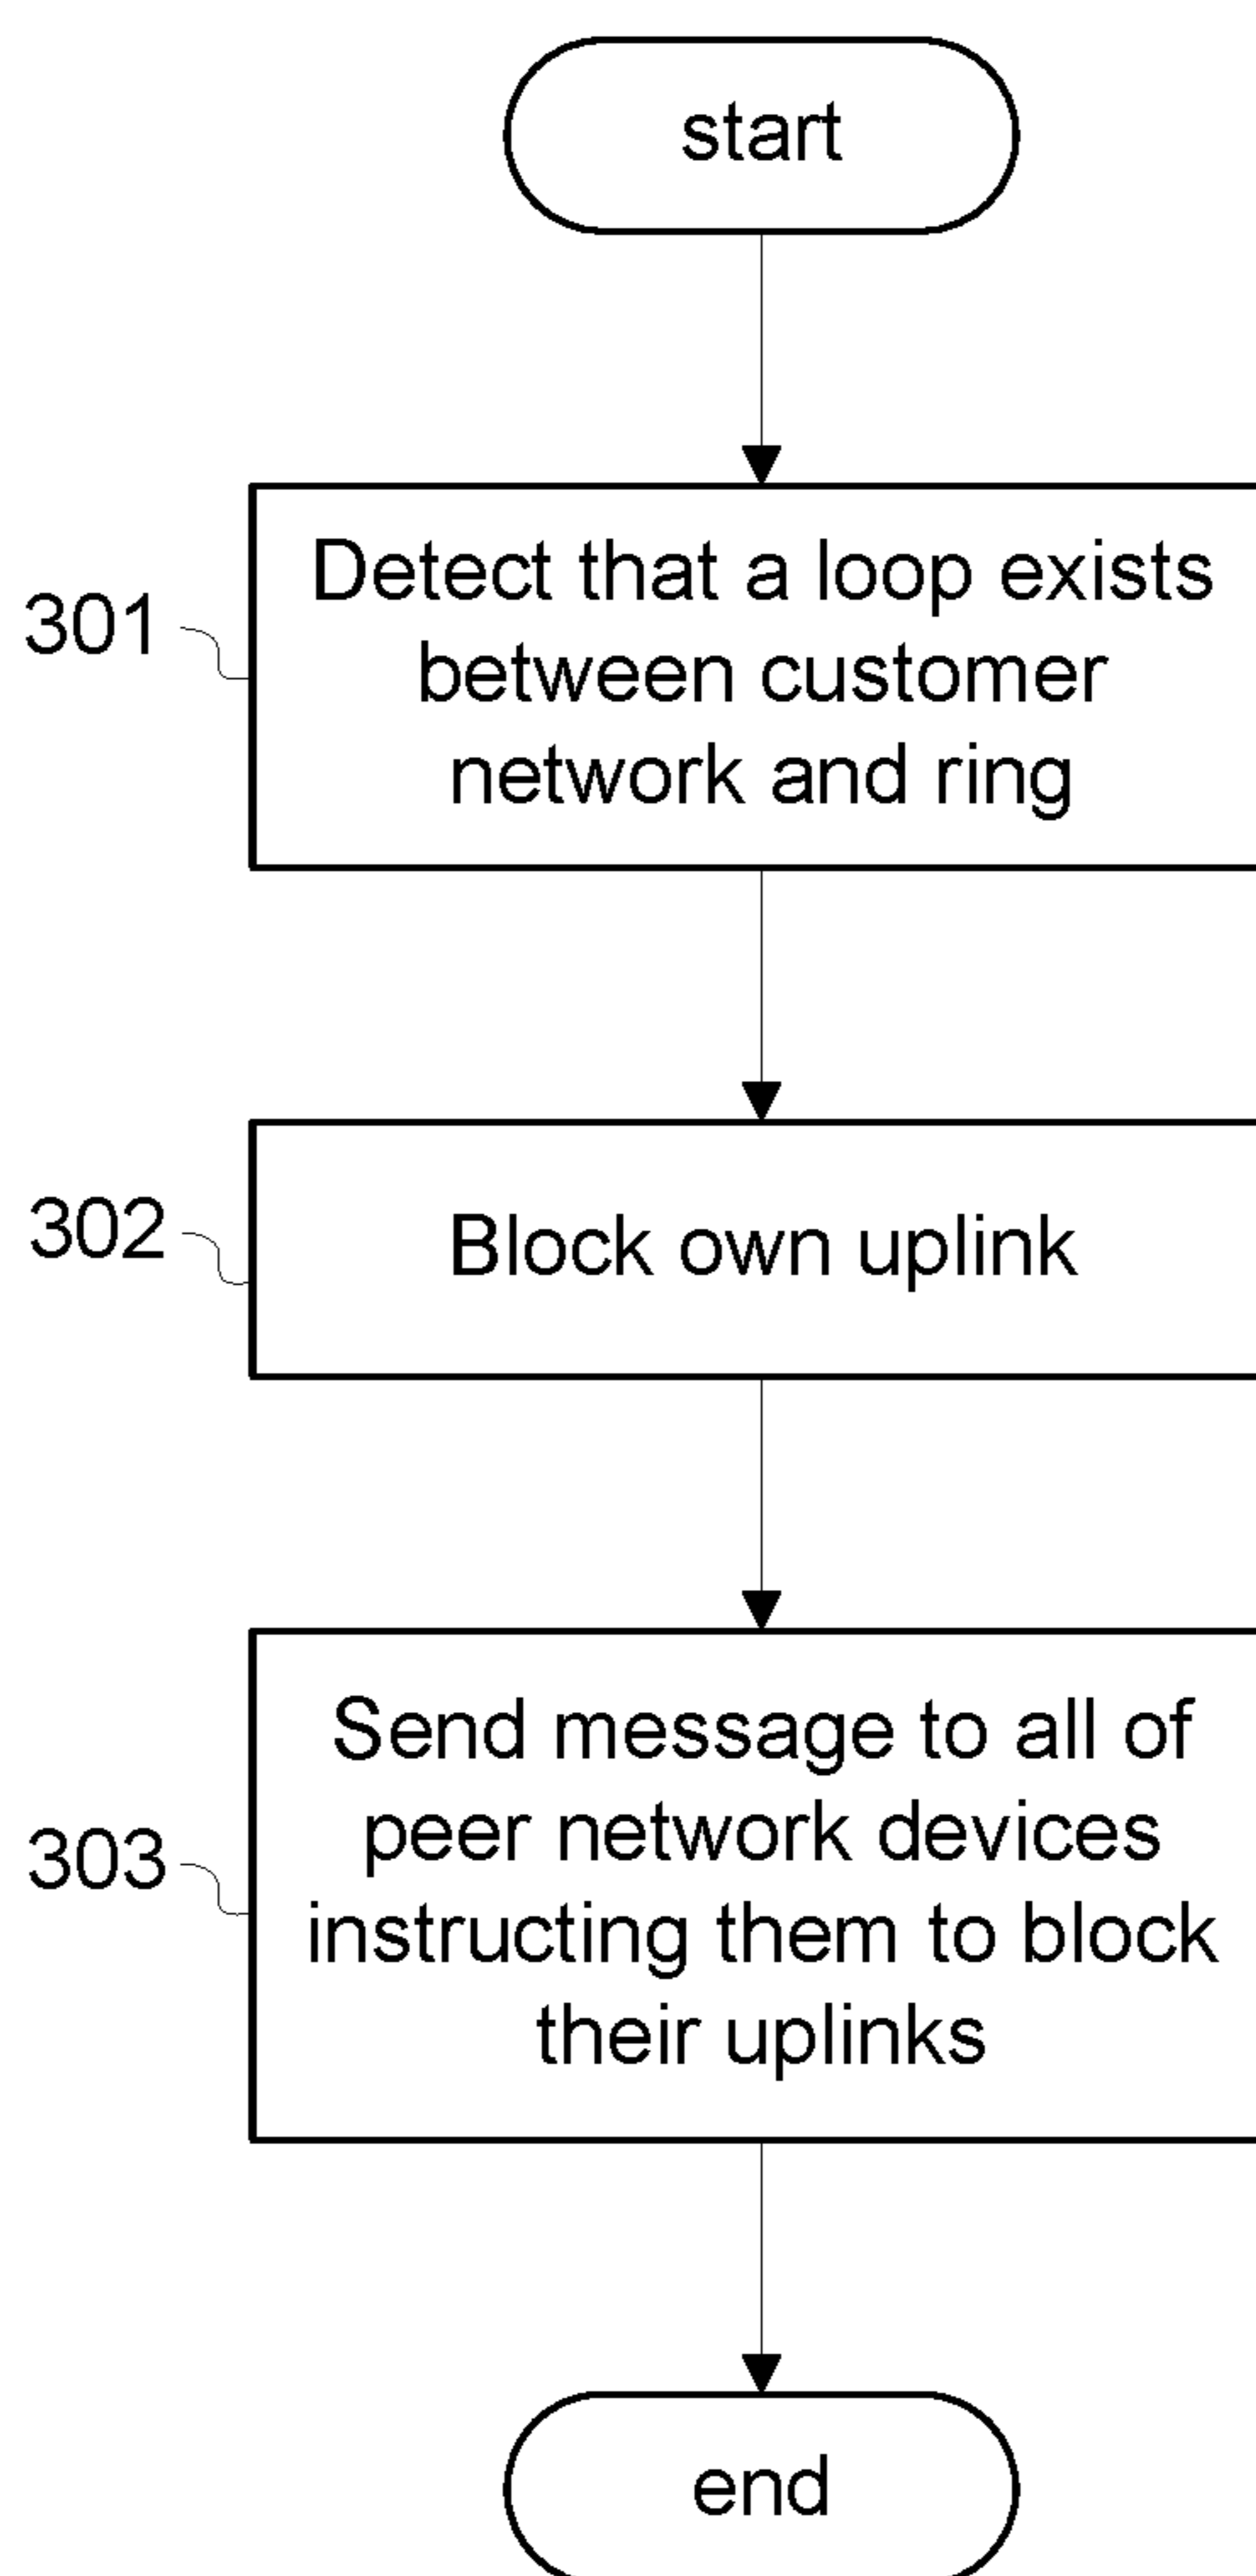 start
301
Detect that a loop exists
between customer
network and ring
302
Block own uplink
303
Send message to all of
peer network devices
instructing them to block
their uplinks
end